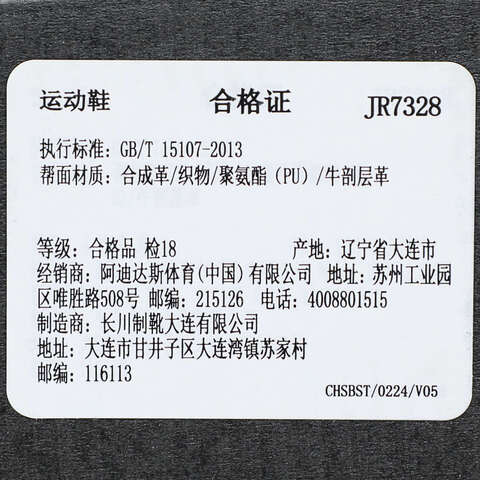 运动鞋 合格证 JR7328
执行标准: GB/T 15107-2013
帮面材质: 合成革/织物/聚氨酯 (PU) /牛剖层革
等级: 合格品 检18 产地: 辽宁省大连市
经销商: 阿迪达斯体育(中国)有限公司 地址: 苏州工业园
区唯胜路508号 邮编: 215126 电话: 4008801515
制造商: 长川制靴大连有限公司
地址: 大连市甘井子区大连湾镇苏家村
邮编: 116113
CHSBST/0224/V05